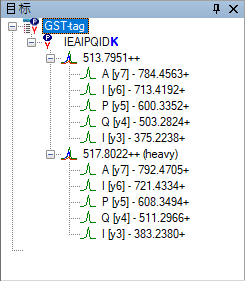 目标
GST-tag
IEAIPQIDK
513.7951++
A [y7] - 784.4563+
I [y6] - 713.4192+
P [y5] - 600.3352+
Q [y4] - 503.2824+
I [y3] - 375.2238+
517.8022++ (heavy)
A [y7] - 792.4705+
I [y6] - 721.4334+
P [y5] - 608.3494+
Q [y4] - 511.2966+
I [y3] - 383.2380+